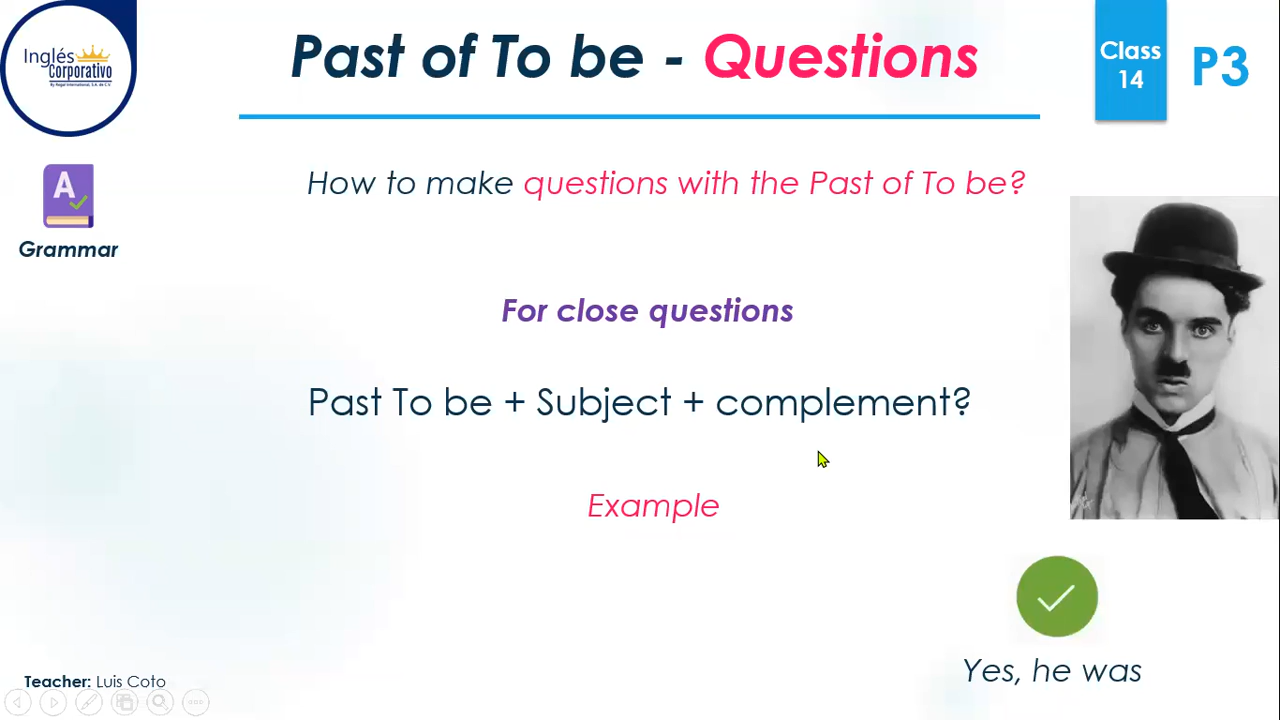 Inglés
Corporativo
Past of To be - Questions
Class
14
P3
How to make questions with the Past of To be?
A
Grammar
For close questions
Past To be + Subject + complement?
Example
Yes, he was
Teacher: Luis Coto